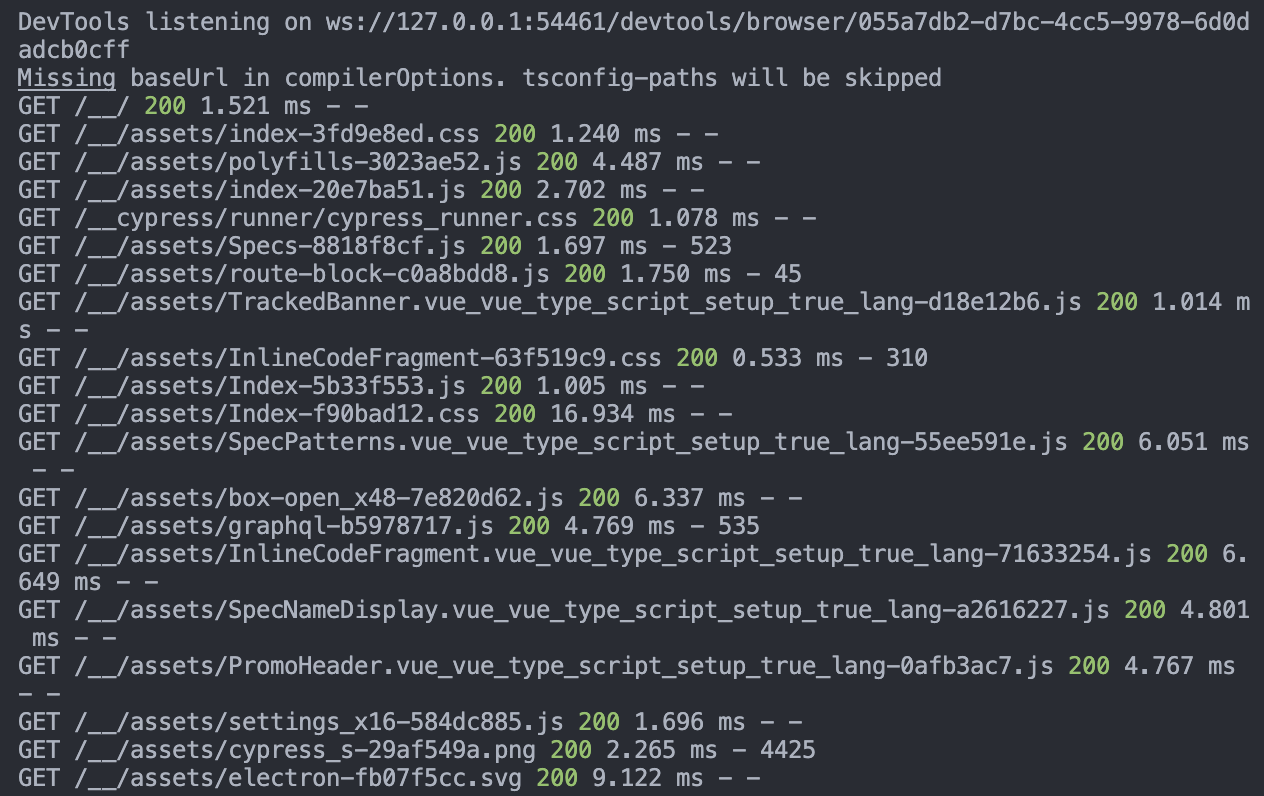 DevTools listening on ws://127.0.0.1:54461/devtools/browser/055a7db2-d7bc-4cc5-9978-6d0d
adcb0cff
Missing baseUrl in compilerOptions. tsconfig-paths will be skipped
GET /__/ 200 1.521 ms - -
GET /__/assets/index-3fd9e8ed.css 200 1.240 ms - -
GET /__/assets/polyfills-3023ae52.js 200 4.487 ms - -
GET /__/assets/index-20e7ba51.js 200 2.702 ms - -
GET /__cypress/runner/cypress_runner.css 200 1.078 ms - -
GET /__/assets/Specs-8818f8cf.js 200 1.697 ms - 523
GET /__/assets/route-block-c0a8bdd8.js 200 1.750 ms - 45
GET /__/assets/TrackedBanner.vue_vue_type_script_setup_true_lang-d18e12b6.js 200 1.014 m
s - -
GET /__/assets/InlineCodeFragment-63f519c9.css 200 0.533 ms - 310
GET /__/assets/Index-5b33f553.js 200 1.005 ms - -
GET /__/assets/Index-f90bad12.css 200 16.934 ms - -
GET /__/assets/SpecPatterns.vue_vue_type_script_setup_true_lang-55ee591e.js 200 6.051 ms
 - -
GET /__/assets/box-open_x48-7e820d62.js 200 6.337 ms - -
GET /__/assets/graphql-b5978717.js 200 4.769 ms - 535
GET /__/assets/InlineCodeFragment.vue_vue_type_script_setup_true_lang-71633254.js 200 6.
649 ms - -
GET /__/assets/SpecNameDisplay.vue_vue_type_script_setup_true_lang-a2616227.js 200 4.801
 ms - -
GET /__/assets/PromoHeader.vue_vue_type_script_setup_true_lang-0afb3ac7.js 200 4.767 ms
- -
GET /__/assets/settings_x16-584dc885.js 200 1.696 ms - -
GET /__/assets/cypress_s-29af549a.png 200 2.265 ms - 4425
GET /__/assets/electron-fb07f5cc.svg 200 9.122 ms - -